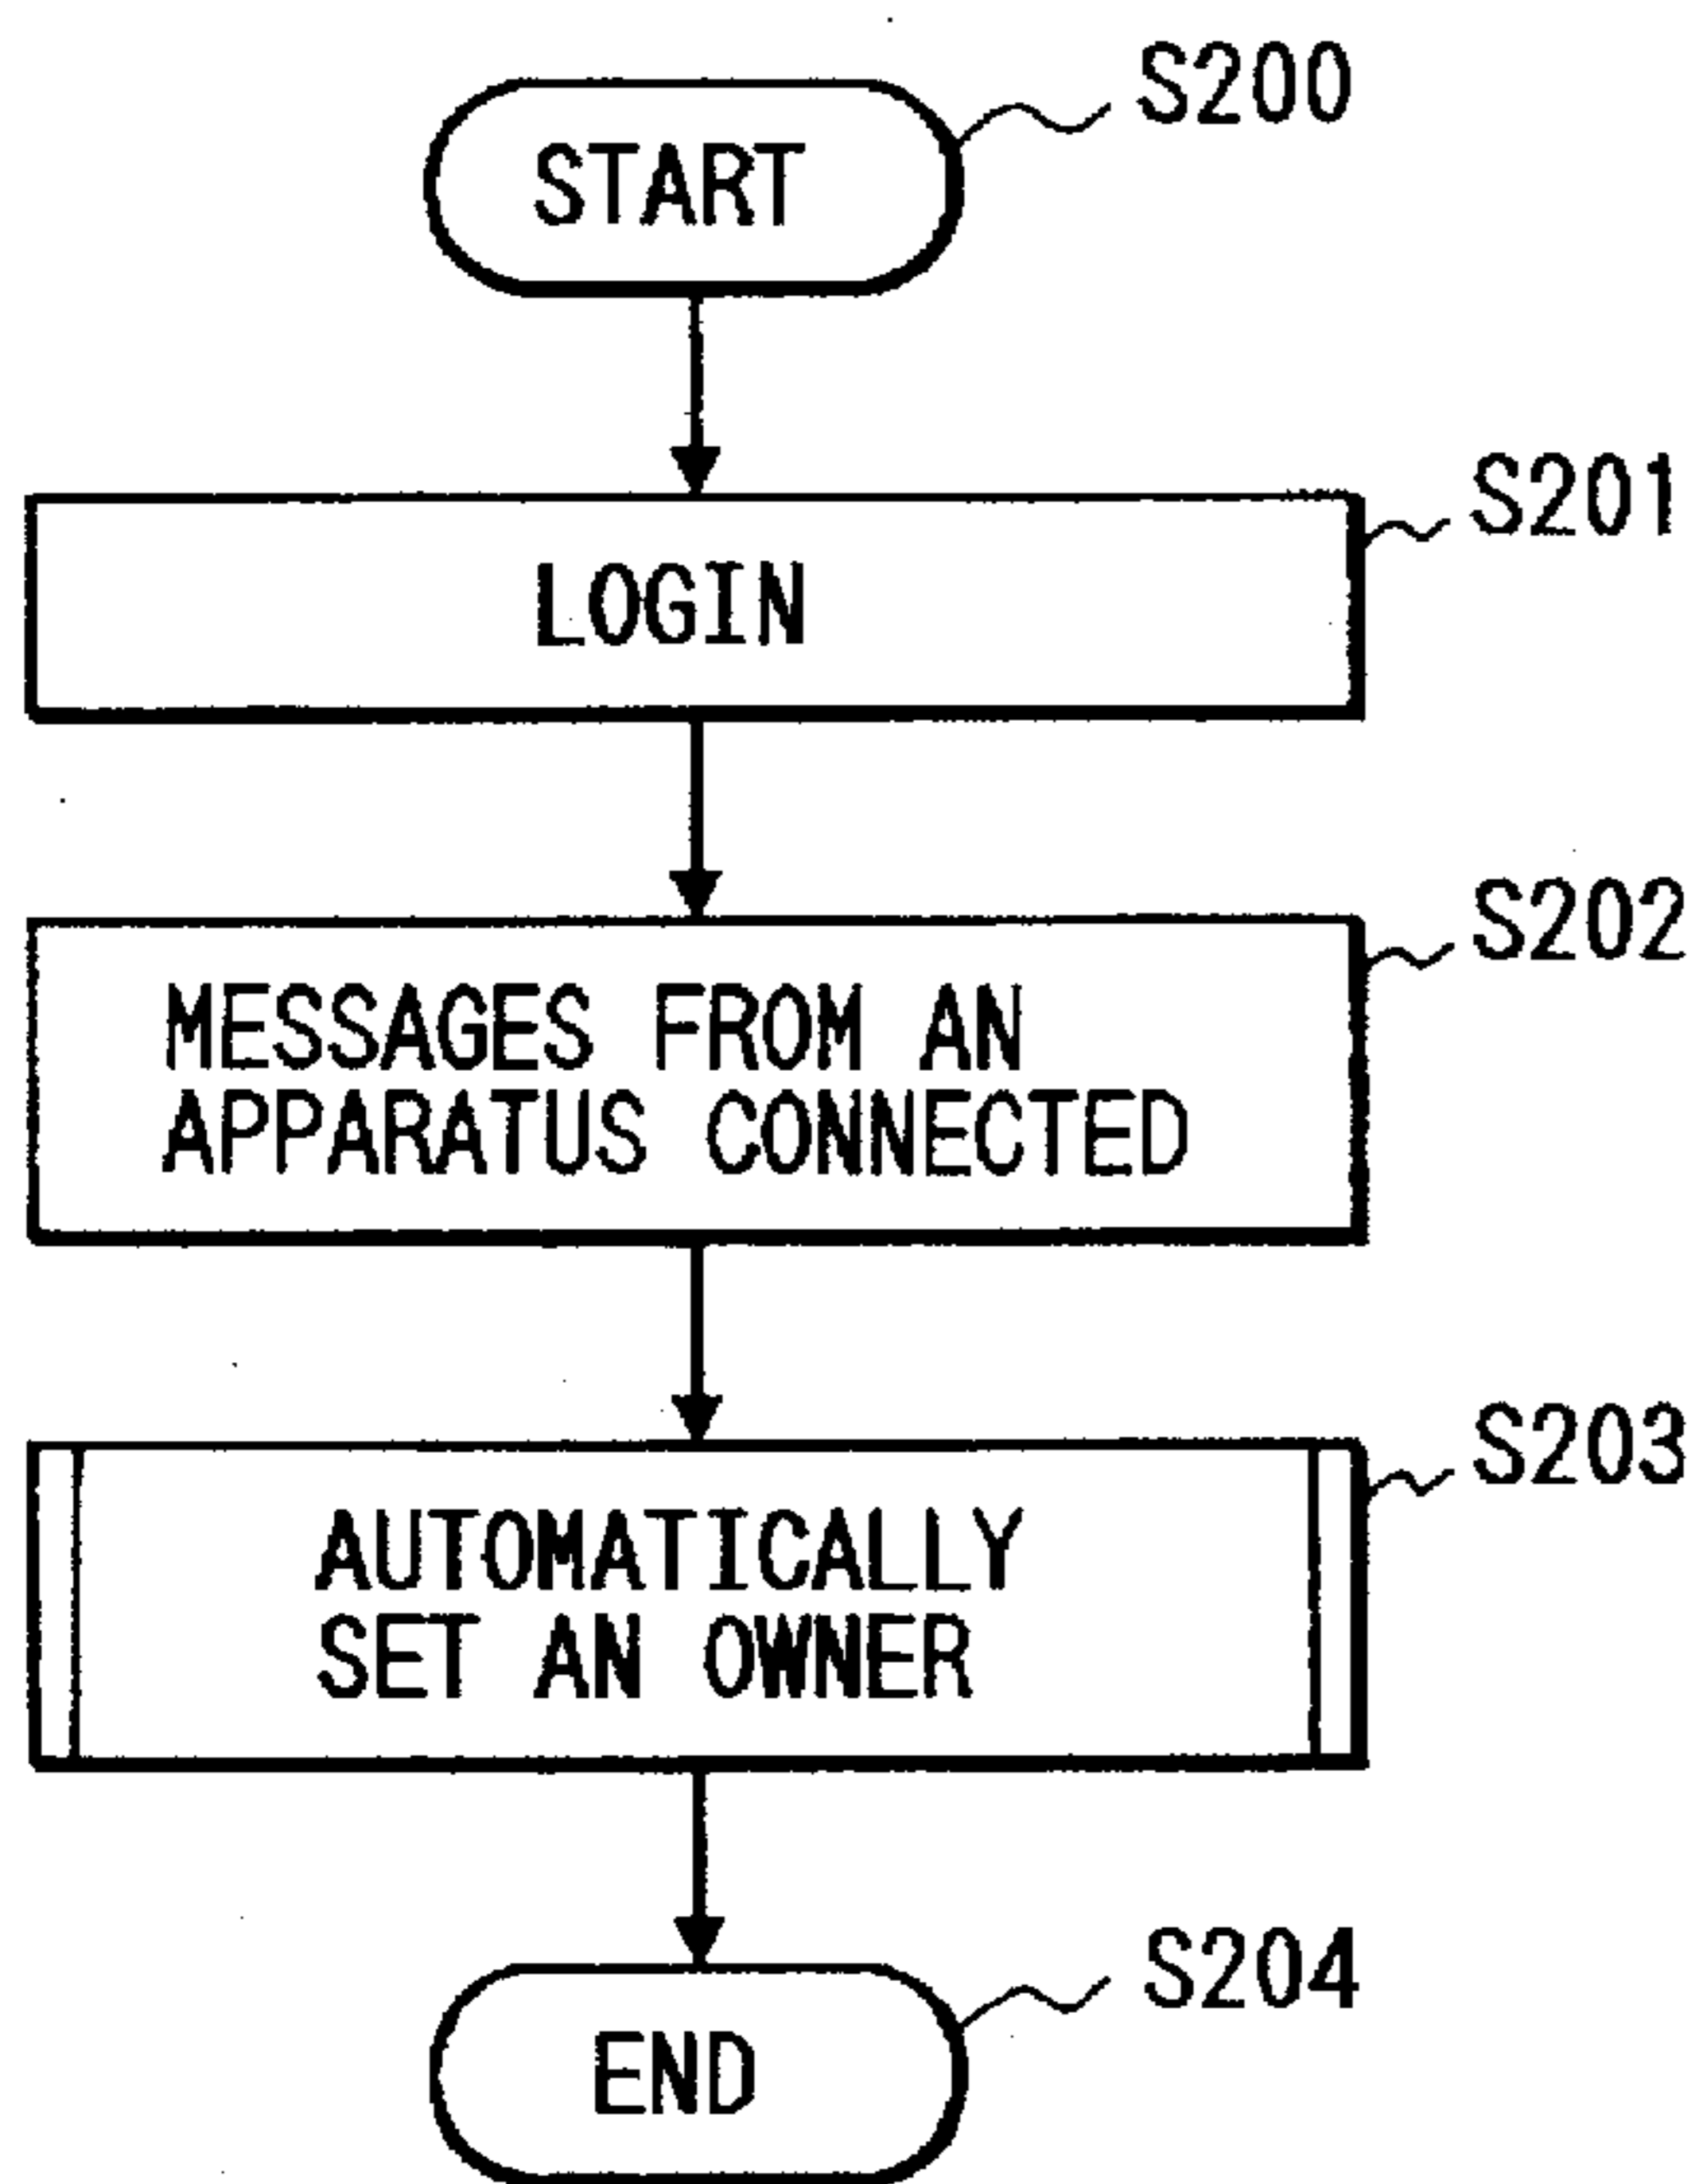 S200
START
S201
LOGIN
S202
MESSAGES FROM AN
APPARATUS CONNECTED
S203
AUTOMATICALLY
SET AN OWNER
S204
END